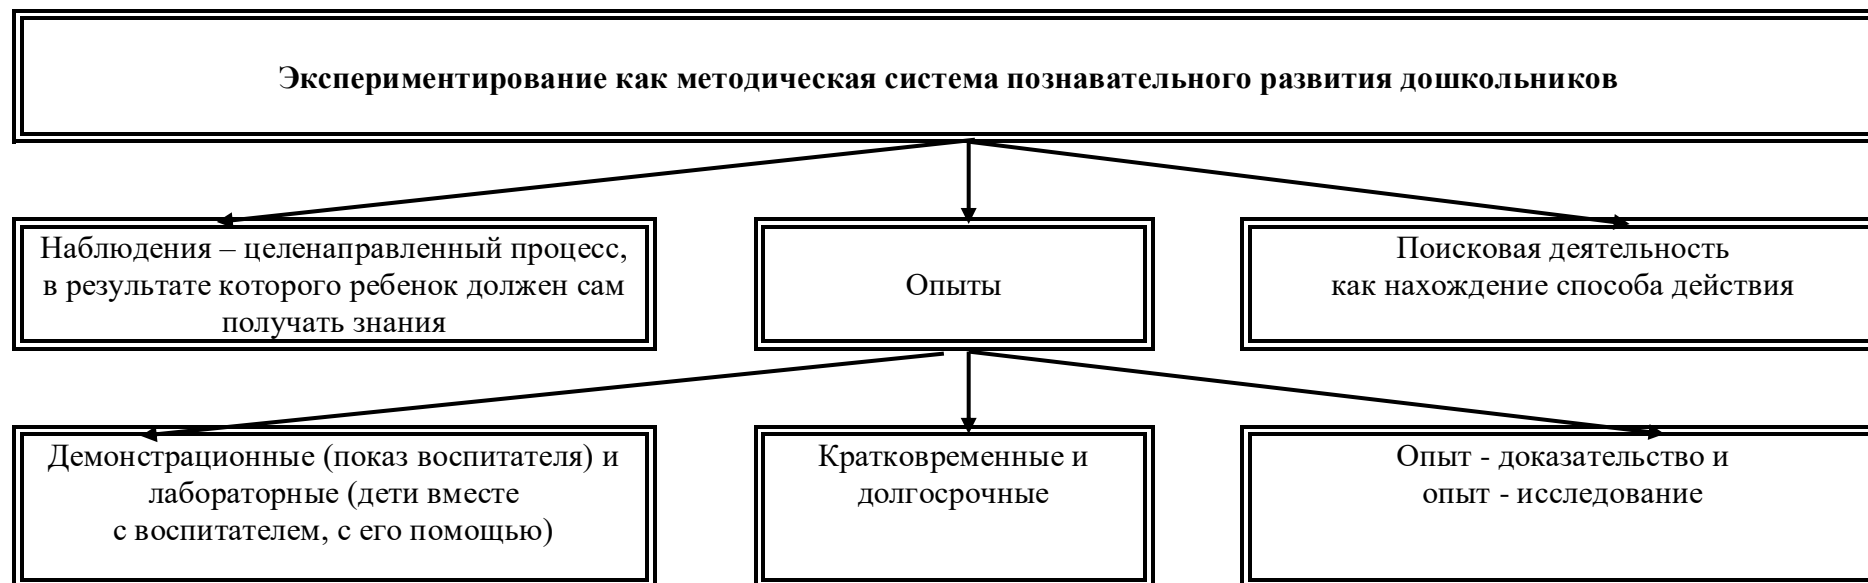 Экспериментирование как методическая система познавательного развития дошкольников
Наблюдения – целенаправленный процесс,
в результате которого ребенок должен сам
получать знания
Опыты
Поисковая деятельность
как нахождение способа действия
Демонстрационные (показ воспитателя) и
лабораторные (дети вместе
с воспитателем, с его помощью)
Кратковременные и
долгосрочные
Опыт - доказательство и
опыт - исследование